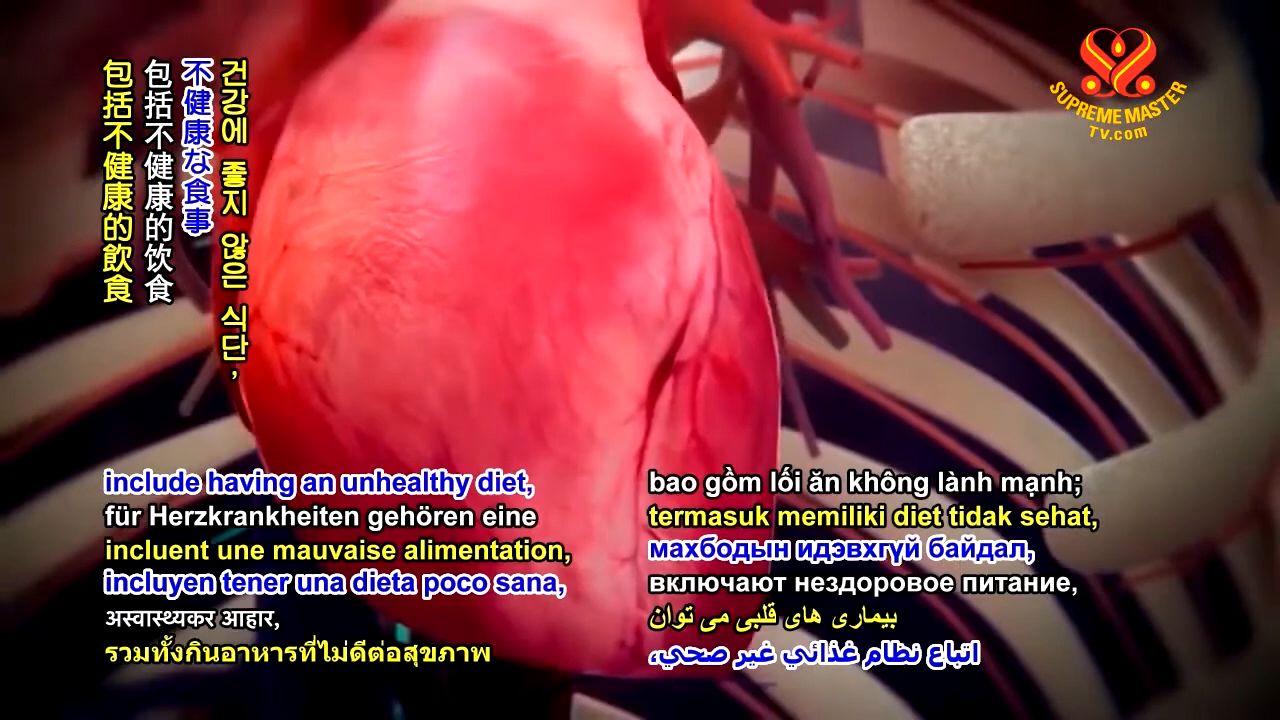 包括不健康的飲食
包括不健康的饮食
不健康な食事
건강에 좋지 않은 식단,
SUPREME MASTER
TV.com
include having an unhealthy diet,
für Herzkrankheiten gehören eine
incluent une mauvaise alimentation,
incluyen tener una dieta poco sana,
अस्वास्थ्यकर आहार,
รวมทั้งกินอาหารที่ไม่ดีต่อสุขภาพ
bao gồm lối ăn không lành mạnh;
termasuk memiliki diet tidak sehat,
махбодын идэвхгүй байдал,
включают нездоровое питание,
بیماری های قلبی می توان
اتباع نظام غذائي غير صحي،